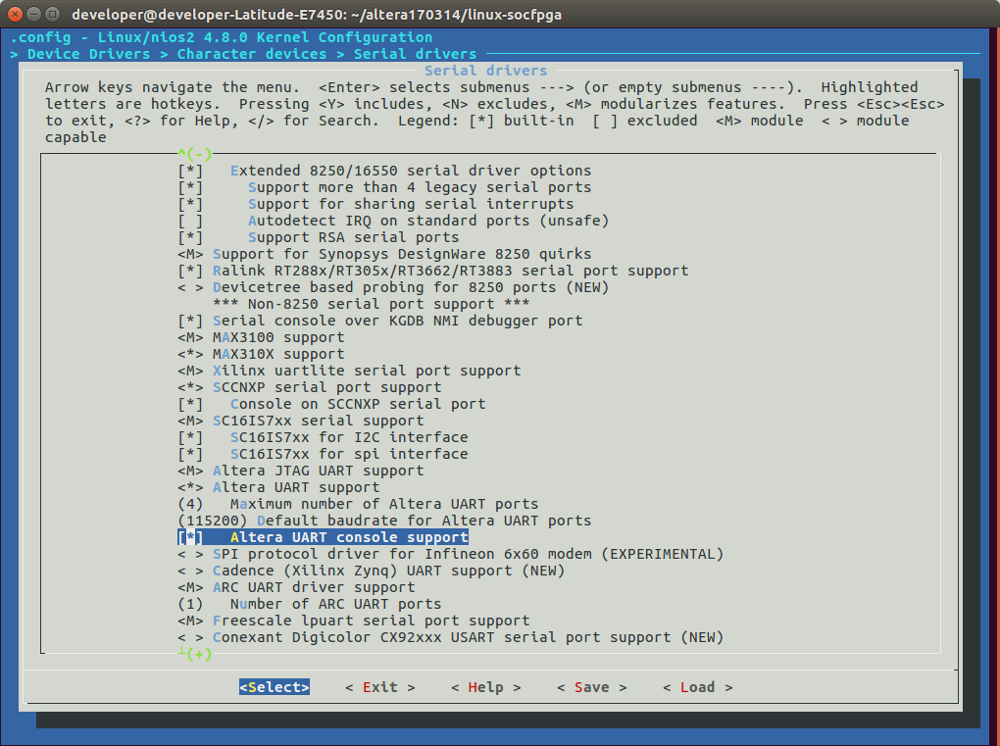 developer@developer-Latitude-E7450: ~/altera170314/linux-socfpga
.config - Linux/nios2 4.8.0 Kernel Configuration
> Device Drivers > Character devices > Serial drivers
Serial drivers
Arrow keys navigate the menu.  <Enter> selects submenus ---> (or empty submenus ----).  Highlighted
letters are hotkeys.  Pressing <Y> includes, <N> excludes, <M> modularizes features.  Press <Esc><Esc>
to exit, <?> for Help, </> for Search.  Legend: [*] built-in  [ ] excluded  <M> module  < > module
capable
^(-)
[*]   Extended 8250/16550 serial driver options
[*]     Support more than 4 legacy serial ports
[*]     Support for sharing serial interrupts
[ ]     Autodetect IRQ on standard ports (unsafe)
[*]     Support RSA serial ports
<M> Support for Synopsys DesignWare 8250 quirks
[*] Ralink RT288x/RT305x/RT3662/RT3883 serial port support
< > Devicetree based probing for 8250 ports (NEW)
*** Non-8250 serial port support ***
[*] Serial console over KGDB NMI debugger port
<M> MAX3100 support
<*> MAX310X support
<M> Xilinx uartlite serial port support
<*> SCCNXP serial port support
[*]   Console on SCCNXP serial port
<M> SC16IS7xx serial support
[*]   SC16IS7xx for I2C interface
[*]   SC16IS7xx for spi interface
<M> Altera JTAG UART support
<*> Altera UART support
(4)   Maximum number of Altera UART ports
(115200) Default baudrate for Altera UART ports
[*]   Altera UART console support
< > SPI protocol driver for Infineon 6x60 modem (EXPERIMENTAL)
< > Cadence (Xilinx Zynq) UART support (NEW)
<M> ARC UART driver support
(1)   Number of ARC UART ports
<M> Freescale lpuart serial port support
< > Conexant Digicolor CX92xxx USART serial port support (NEW)
(+)
<Select>    < Exit >    < Help >    < Save >    < Load >